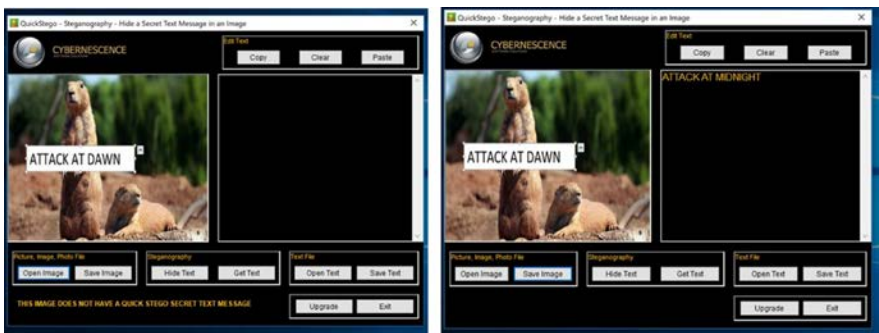 QuickStego - Steganography - Hide a Secret Text Message in an Image
CYBERNESCENCE
Edit Text
Copy Clear Paste
ATTACK AT DAWN
Picture, Image, Photo File
Open Image Save Image
Steganography
Hide Text Get Text
Text File
Open Text Save Text
THIS IMAGE DOES NOT HAVE A QUICK STEGO SECRET TEXT MESSAGE
Upgrade Exit
QuickStego - Steganography - Hide a Secret Text Message in an Image
CYBERNESCENCE
Edit Text
Copy Clear Paste
ATTACK AT MIDNIGHT
ATTACK AT DAWN
Picture, Image, Photo File
Open Image Save Image
Steganography
Hide Text Get Text
Text File
Open Text Save Text
Upgrade Exit